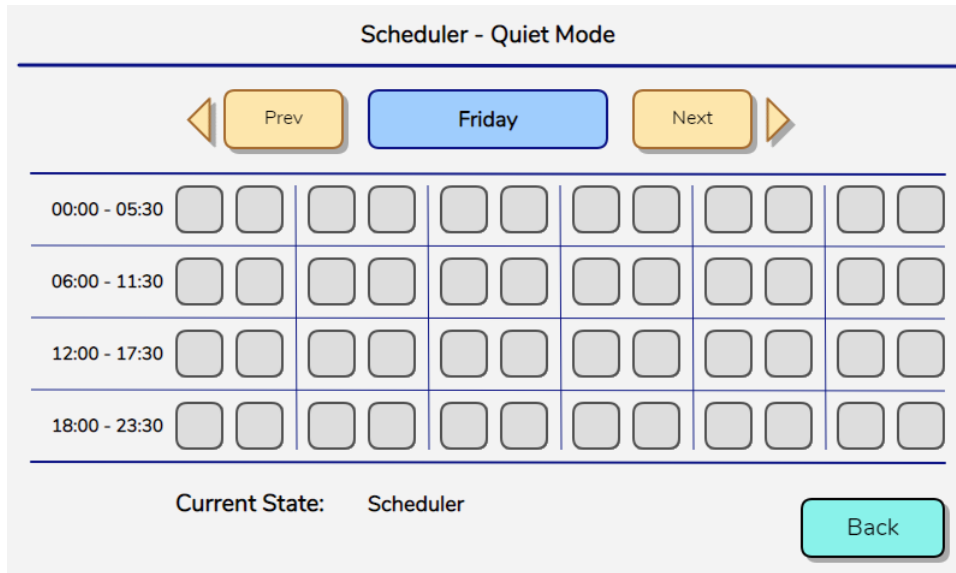 Scheduler - Quiet Mode
Prev Friday Next
00:00 - 05:30
06:00 - 11:30
12:00 - 17:30
18:00 - 23:30
Current State: Scheduler
Back